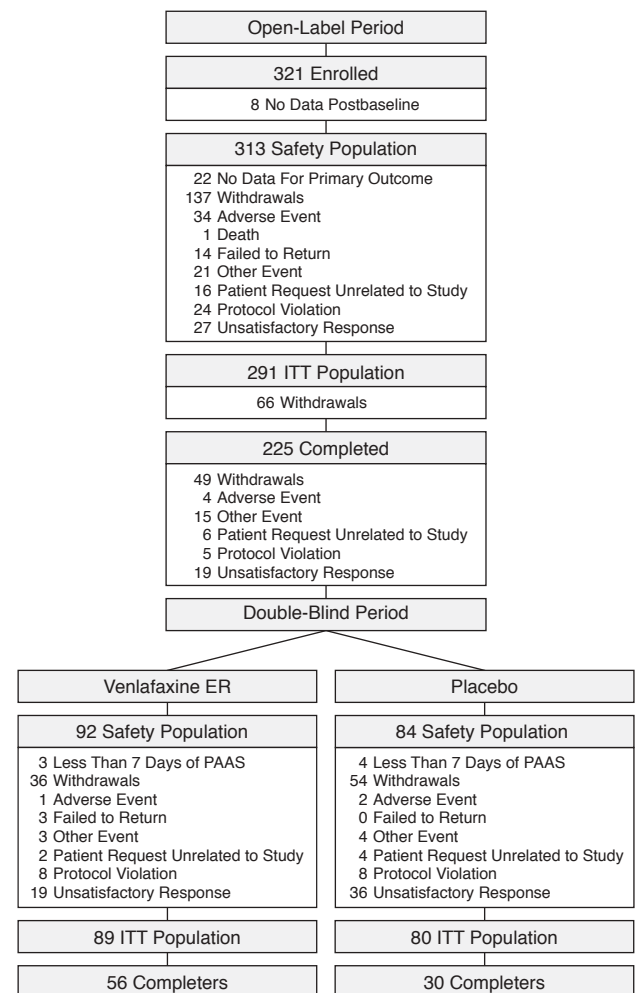 Open-Label Period
321 Enrolled
8 No Data Postbaseline
313 Safety Population
22 No Data For Primary Outcome
137 Withdrawals
34 Adverse Event
1 Death
14 Failed to Return
21 Other Event
16 Patient Request Unrelated to Study
24 Protocol Violation
27 Unsatisfactory Response
291 ITT Population
66 Withdrawals
225 Completed
49 Withdrawals
4 Adverse Event
15 Other Event
6 Patient Request Unrelated to Study
5 Protocol Violation
19 Unsatisfactory Response
Double-Blind Period
Venlafaxine ER
92 Safety Population
3 Less Than 7 Days of PAAS
36 Withdrawals
1 Adverse Event
3 Failed to Return
3 Other Event
2 Patient Request Unrelated to Study
8 Protocol Violation
19 Unsatisfactory Response
89 ITT Population
56 Completers
Placebo
84 Safety Population
4 Less Than 7 Days of PAAS
54 Withdrawals
2 Adverse Event
0 Failed to Return
4 Other Event
4 Patient Request Unrelated to Study
8 Protocol Violation
36 Unsatisfactory Response
80 ITT Population
30 Completers